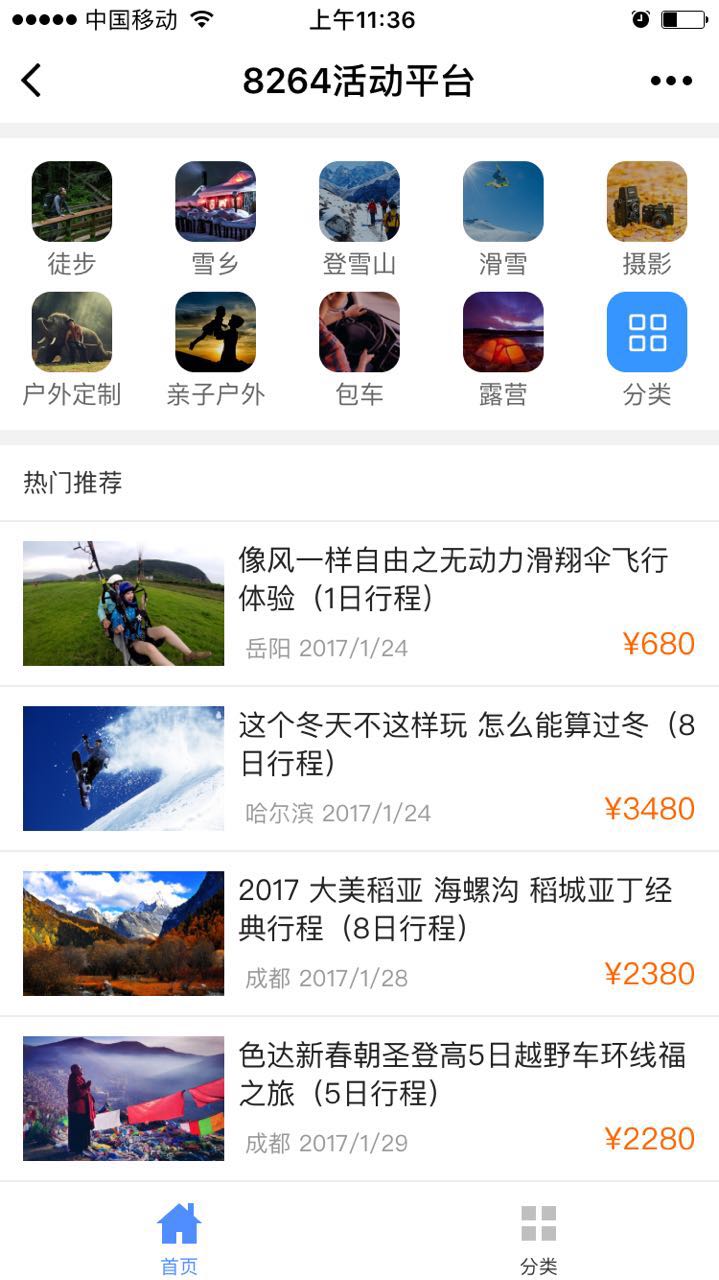 中国移动 上午11:36
8264活动平台
徒步 雪乡 登雪山 滑雪 摄影
户外定制 亲子户外 包车 露营 分类
热门推荐
像风一样自由之无动力滑翔伞飞行
体验（1日行程）
岳阳 2017/1/24 ¥680
这个冬天不这样玩 怎么能算过冬（8
日行程）
哈尔滨 2017/1/24 ¥3480
2017 大美稻亚 海螺沟 稻城亚丁经
典行程（8日行程）
成都 2017/1/28 ¥2380
色达新春朝圣登高5日越野车环线福
之旅（5日行程）
成都 2017/1/29 ¥2280
首页 分类